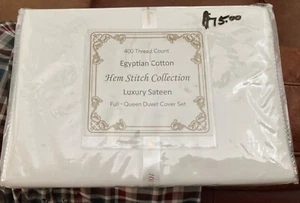 $75.00
400 Thread Count
Egyptian Cotton
Hem Stitch Collection
Luxury Sateen
Full - Queen Duvet Cover Set